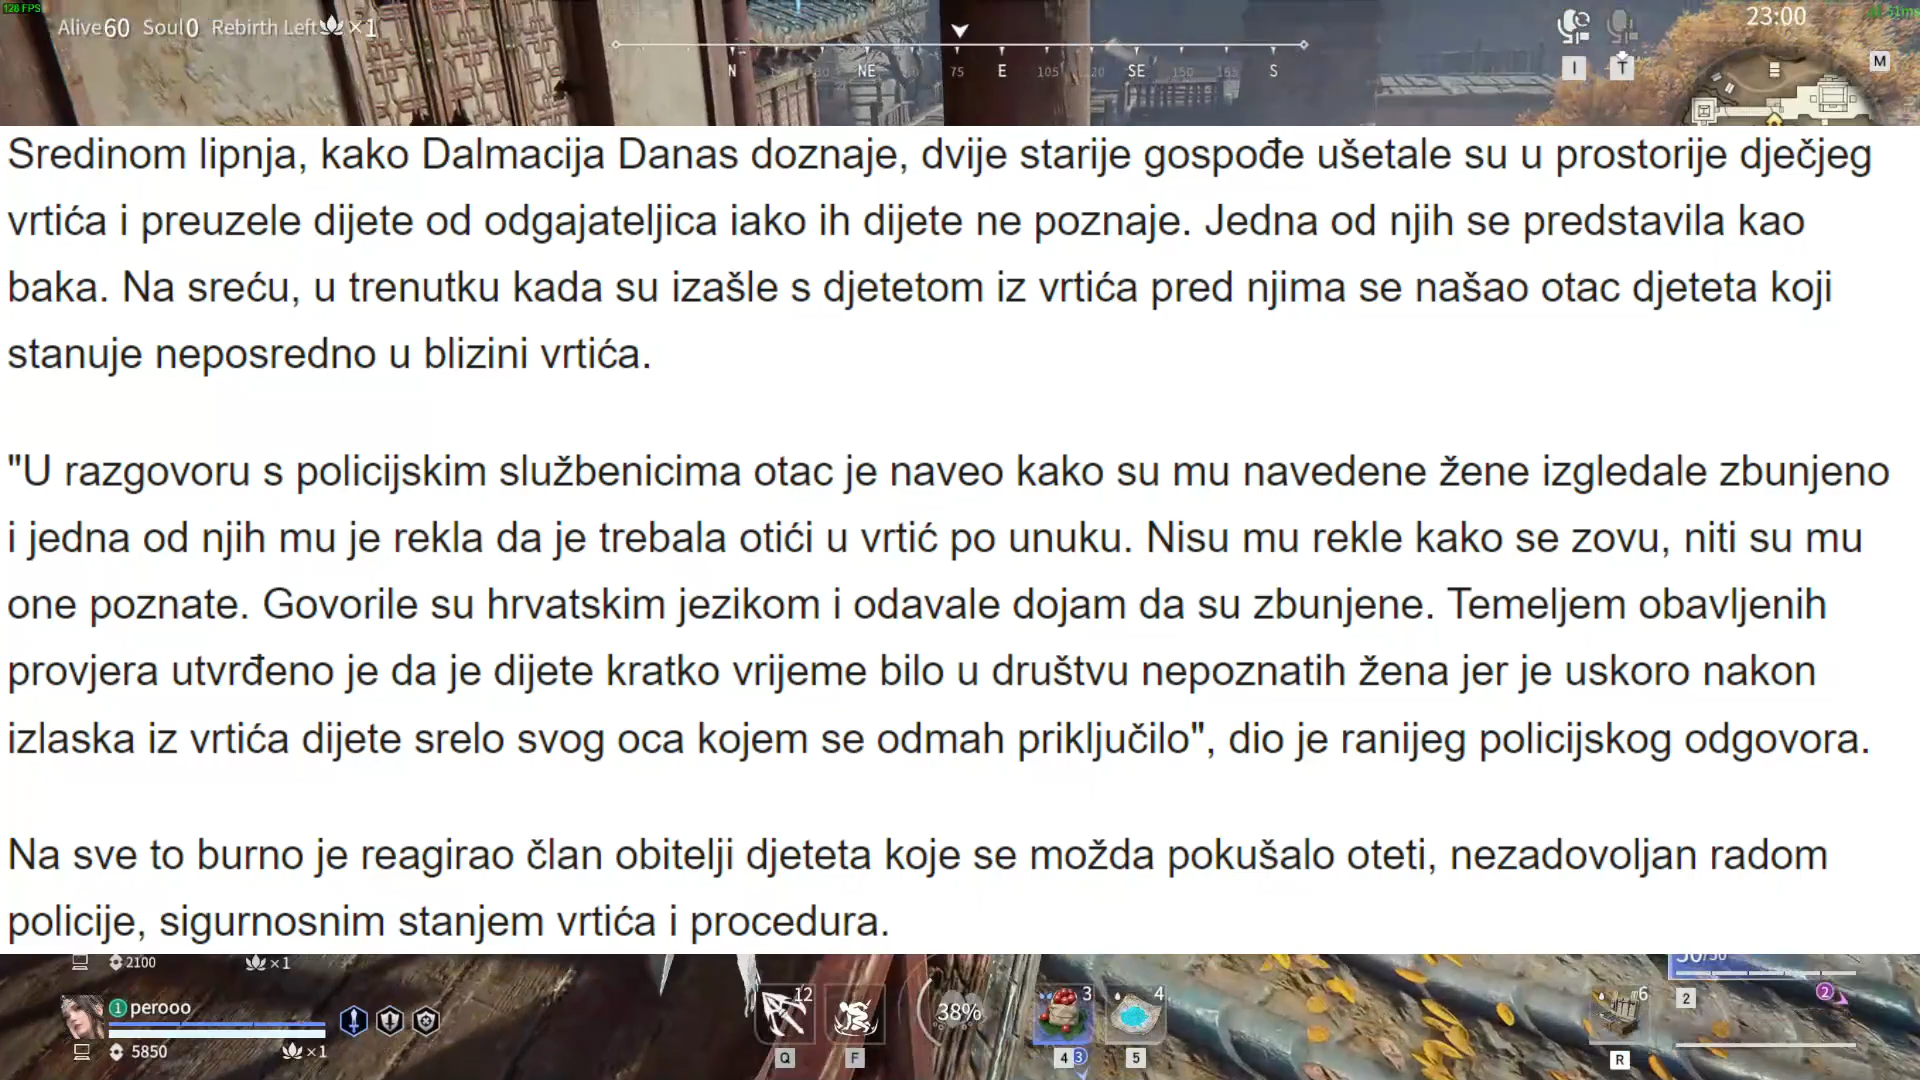 128 FPS
Alive 60 Soul 0 Rebirth Left ×1
23:00
N NE 75 E 105 120 SE 150 165 S
I T M
Sredinom lipnja, kako Dalmacija Danas doznaje, dvije starije gospođe ušetale su u prostorije dječjeg
vrtića i preuzele dijete od odgajateljica iako ih dijete ne poznaje. Jedna od njih se predstavila kao
baka. Na sreću, u trenutku kada su izašle s djetetom iz vrtića pred njima se našao otac djeteta koji
stanuje neposredno u blizini vrtića.
"U razgovoru s policijskim službenicima otac je naveo kako su mu navedene žene izgledale zbunjeno
i jedna od njih mu je rekla da je trebala otići u vrtić po unuku. Nisu mu rekle kako se zovu, niti su mu
one poznate. Govorile su hrvatskim jezikom i odavale dojam da su zbunjene. Temeljem obavljenih
provjera utvrđeno je da je dijete kratko vrijeme bilo u društvu nepoznatih žena jer je uskoro nakon
izlaska iz vrtića dijete srelo svog oca kojem se odmah priključilo", dio je ranijeg policijskog odgovora.
Na sve to burno je reagirao član obitelji djeteta koje se možda pokušalo oteti, nezadovoljan radom
policije, sigurnosnim stanjem vrtića i procedura.
2100 ×1
12 38% 3 4 6 2 2
1 perooo
5850 ×1
Q F 4 3 5 R